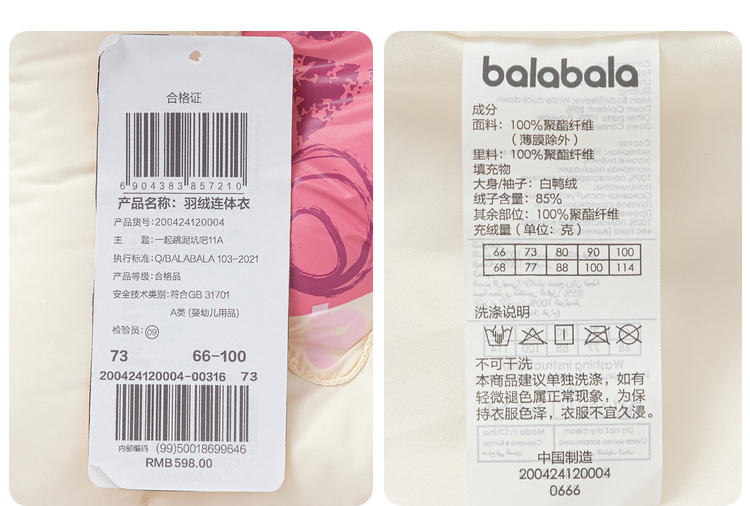 合格证
6 904383 857210
产品名称：羽绒连体衣
产品货号：200424120004
主　　题：一起跳泥坑吧11A
执行标准：Q/BALABALA 103-2021
产品等级：合格品
安全技术类别：符合GB 31701
A类 (婴幼儿用品)
检验员：09
73 66-100
200424120004-00316 73
内部编码 (99)50018699646
RMB598.00
balabala
成分
面料：100%聚酯纤维
（薄膜除外）
里料：100%聚酯纤维
填充物
大身/袖子：白鸭绒
绒子含量：85%
其余部位：100%聚酯纤维
充绒量（单位：克）
66 73 80 90 100
68 77 88 100 114
洗涤说明
不可干洗
本商品建议单独洗涤，如有
轻微褪色属正常现象，为保
持衣服色泽，衣服不宜久浸。
中国制造
200424120004
0666